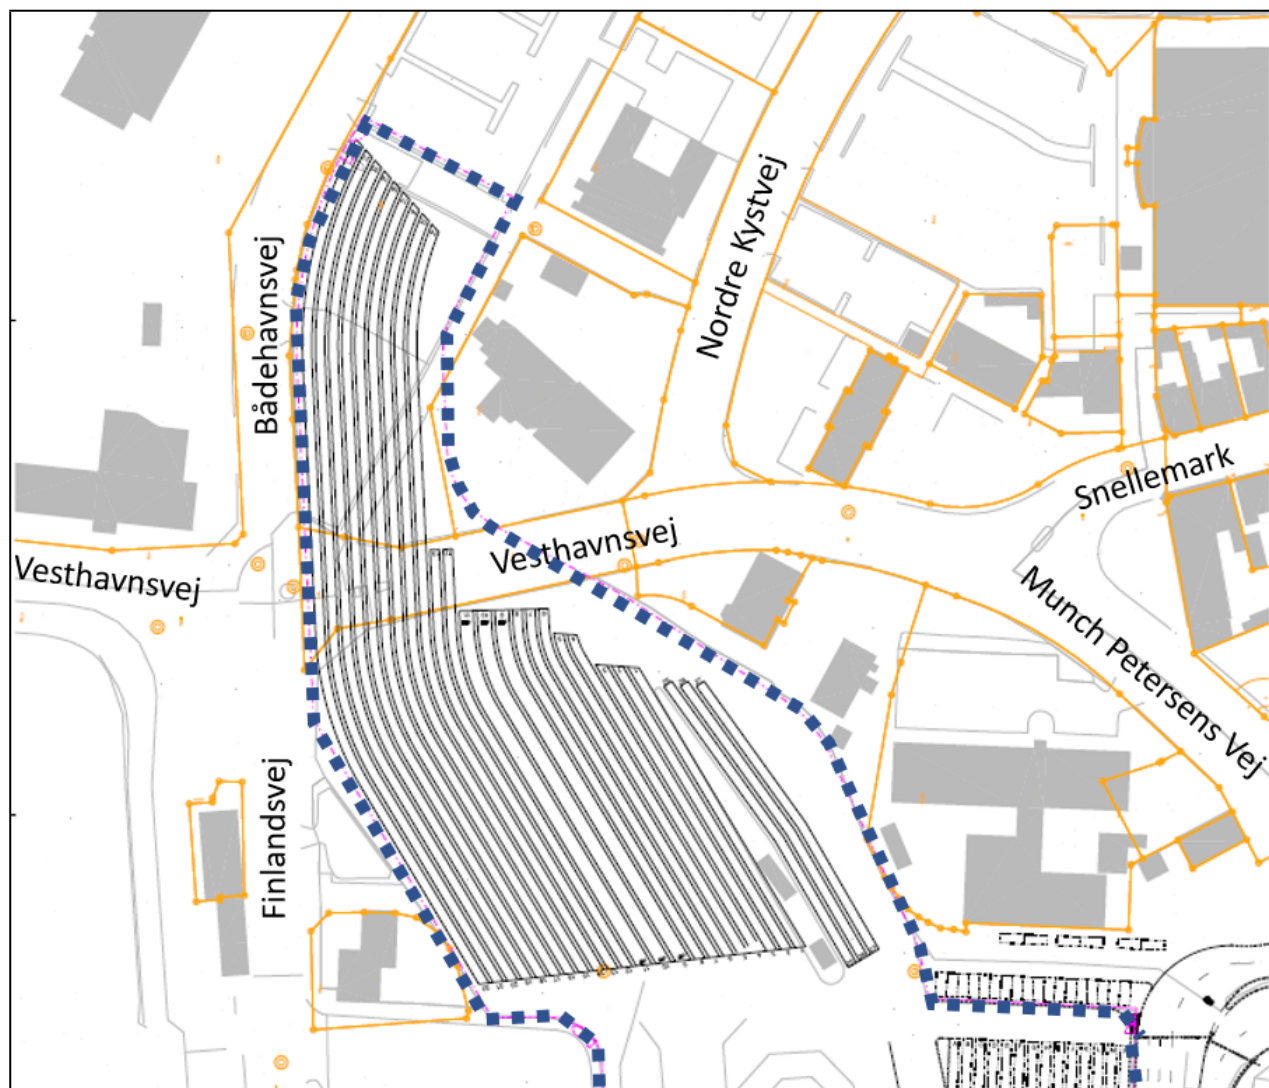 Nordre Kystvej
Bådehavnsvej
Snellemark
Vesthavnsvej
Vesthavnsvej
Munch Petersens Vej
Finlandsvej